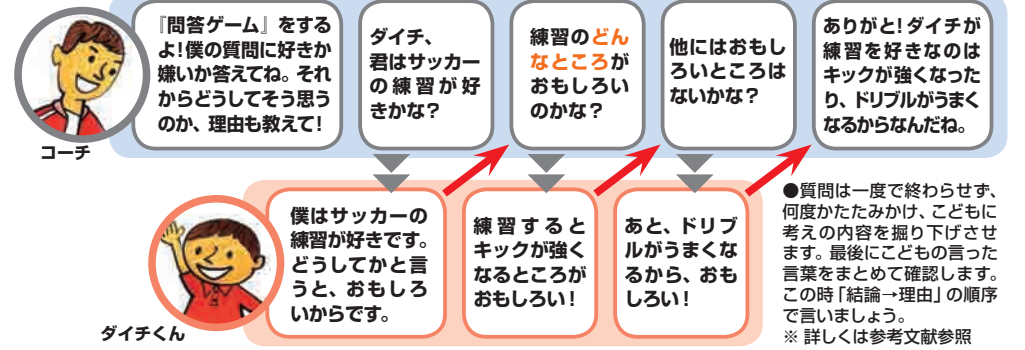 『問答ゲーム』をする
よ!僕の質問に好きか
嫌いか答えてね。それ
からどうしてそう思う
のか、理由も教えて!
コーチ
ダイチ、
君はサッカー
の練習が好
きかな?
僕はサッカーの
練習が好きです。
どうしてかと言
うと、おもしろ
いからです。
ダイチくん
練習のどん
なところが
おもしろい
のかな?
練習すると
キックが強く
なるところが
おもしろい!
他にはおもし
ろいところは
ないかな?
あと、ドリブ
ルがうまくな
るから、おも
しろい!
ありがと!ダイチが
練習を好きなのは
キックが強くなった
り、ドリブルがうまく
なるからなんだね。
●質問は一度で終わらせず、
何度かたたみかけ、こどもに
考えの内容を掘り下げさせ
ます。最後にこどもの言った
言葉をまとめて確認します。
この時「結論→理由」の順序
で言いましょう。
※ 詳しくは参考文献参照